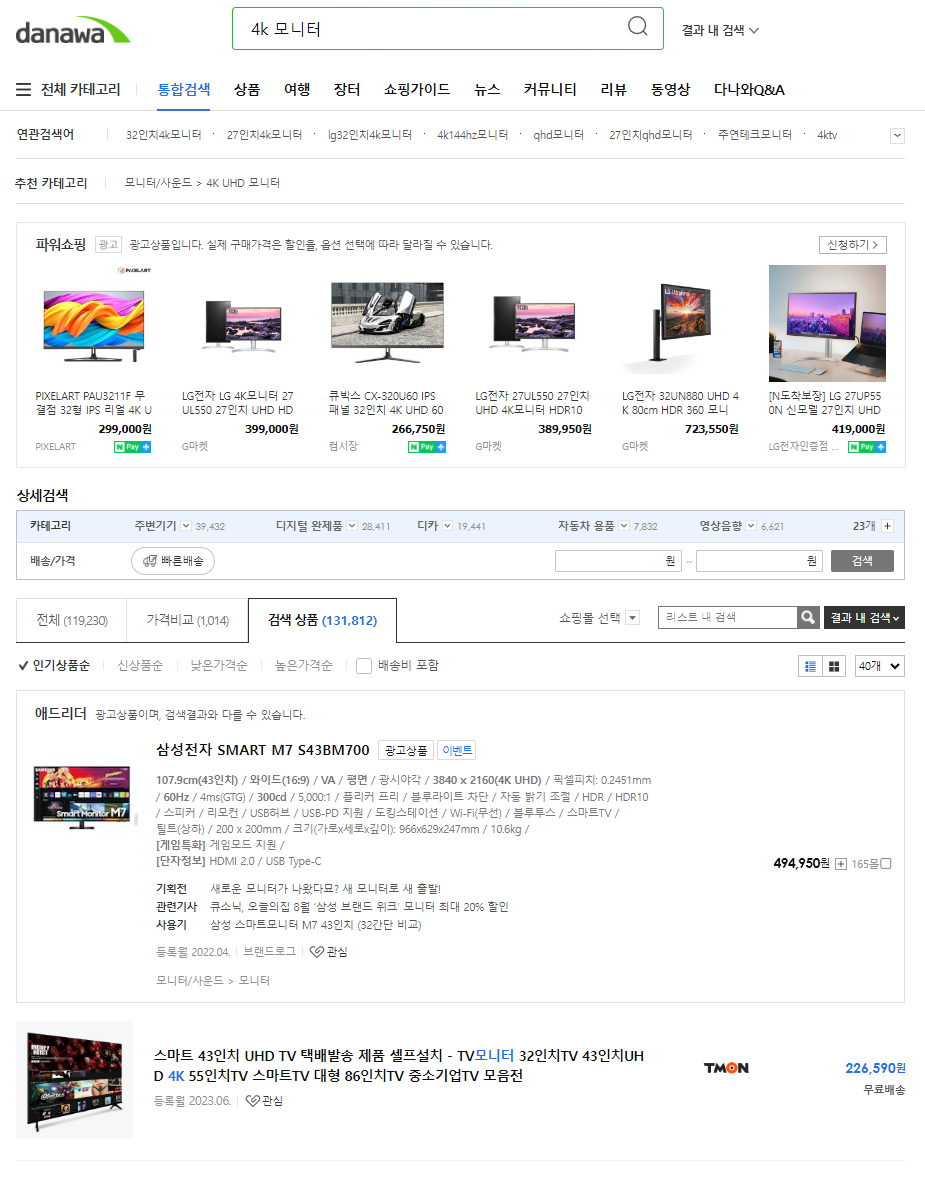 danawa
4k 모니터
결과 내 검색
전체 카테고리 통합검색 상품 여행 장터 쇼핑가이드 뉴스 커뮤니티 리뷰 동영상 다나와Q&A
연관검색어 32인치4k모니터 · 27인치4k모니터 · lg32인치4k모니터 · 4k144hz모니터 · qhd모니터 · 27인치qhd모니터 · 주연테크모니터 · 4ktv
추천 카테고리 모니터/사운드 > 4K UHD 모니터
파워쇼핑 광고 광고상품입니다. 실제 구매가격은 할인율, 옵션 선택에 따라 달라질 수 있습니다. 신청하기 >
PIXELART
PIXELART PAU3211F 무
결점 32형 IPS 리얼 4K U
299,000원
PIXELART N Pay +
LG전자 LG 4K모니터 27
UL550 27인치 UHD HD
399,000원
G마켓
큐빅스 CX-320U60 IPS
패널 32인치 4K UHD 60
266,750원
컴시장 N Pay +
LG전자 27UL550 27인치
UHD 4K모니터 HDR10
389,950원
G마켓
LG전자 32UN880 UHD 4
K 80cm HDR 360 모니
723,550원
G마켓
[N도착보장] LG 27UP55
0N 신모델 27인치 UHD
419,000원
LG전자인증점 ... N Pay +
상세검색
카테고리 주변기기 39,432 디지털 완제품 28,411 디카 19,441 자동차 용품 7,832 영상음향 6,621 23개 +
배송/가격 빠른배송 원 ~ 원 검색
전체 (119,230) 가격비교 (1,014) 검색 상품 (131,812) 쇼핑몰 선택 리스트 내 검색 결과 내 검색
인기상품순 신상품순 낮은가격순 높은가격순 배송비 포함 40개
애드리더 광고상품이며, 검색결과와 다를 수 있습니다.
Smart Monitor M7
삼성전자 SMART M7 S43BM700 광고상품 이벤트
107.9cm(43인치) / 와이드(16:9) / VA / 평면 / 광시야각 / 3840 x 2160(4K UHD) / 픽셀피치: 0.2451mm
/ 60Hz / 4ms(GTG) / 300cd / 5,000:1 / 플리커 프리 / 블루라이트 차단 / 자동 밝기 조절 / HDR / HDR10
/ 스피커 / 리모컨 / USB허브 / USB-PD 지원 / 도킹스테이션 / Wi-Fi(무선) / 블루투스 / 스마트TV /
틸트(상하) / 200 x 200mm / 크기(가로x세로x깊이): 966x629x247mm / 10.6kg /
[게임특화] 게임모드 지원 /
[단자정보] HDMI 2.0 / USB Type-C
494,950원 + 165몰
기획전 새로운 모니터가 나왔다묘? 새 모니터로 새 출발!
관련기사 큐소닉, 오늘의집 8월 ‘삼성 브랜드 위크’ 모니터 최대 20% 할인
사용기 삼성 스마트모니터 M7 43인치 (32간단 비교)
등록월 2022.04. 브랜드로그 관심
모니터/사운드 > 모니터
스마트 43인치 UHD TV 택배발송 제품 셀프설치 - TV모니터 32인치TV 43인치UH
D 4K 55인치TV 스마트TV 대형 86인치TV 중소기업TV 모음전
등록월 2023.06. 관심
TMON
226,590원
무료배송